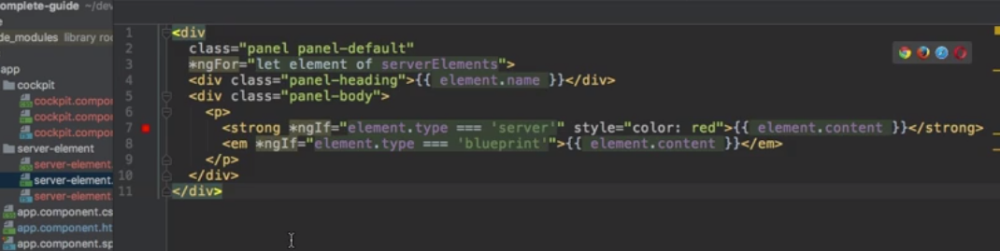 omplete-guide ~/dev
e
de_modules library roo
app
cockpit
cockpit.compor
cockpit.compor
cockpit.compor
server-element
server-element.
server-element.
server-element.
app.component.cs
app.component.ht
app.component.sp
1 <div
2 class="panel panel-default"
3 *ngFor="let element of serverElements">
4 <div class="panel-heading">{{ element.name }}</div>
5 <div class="panel-body">
6 <p>
7 <strong *ngIf="element.type === 'server'" style="color: red">{{ element.content }}</strong>
8 <em *ngIf="element.type === 'blueprint'">{{ element.content }}</em>
9 </p>
10 </div>
11 </div>